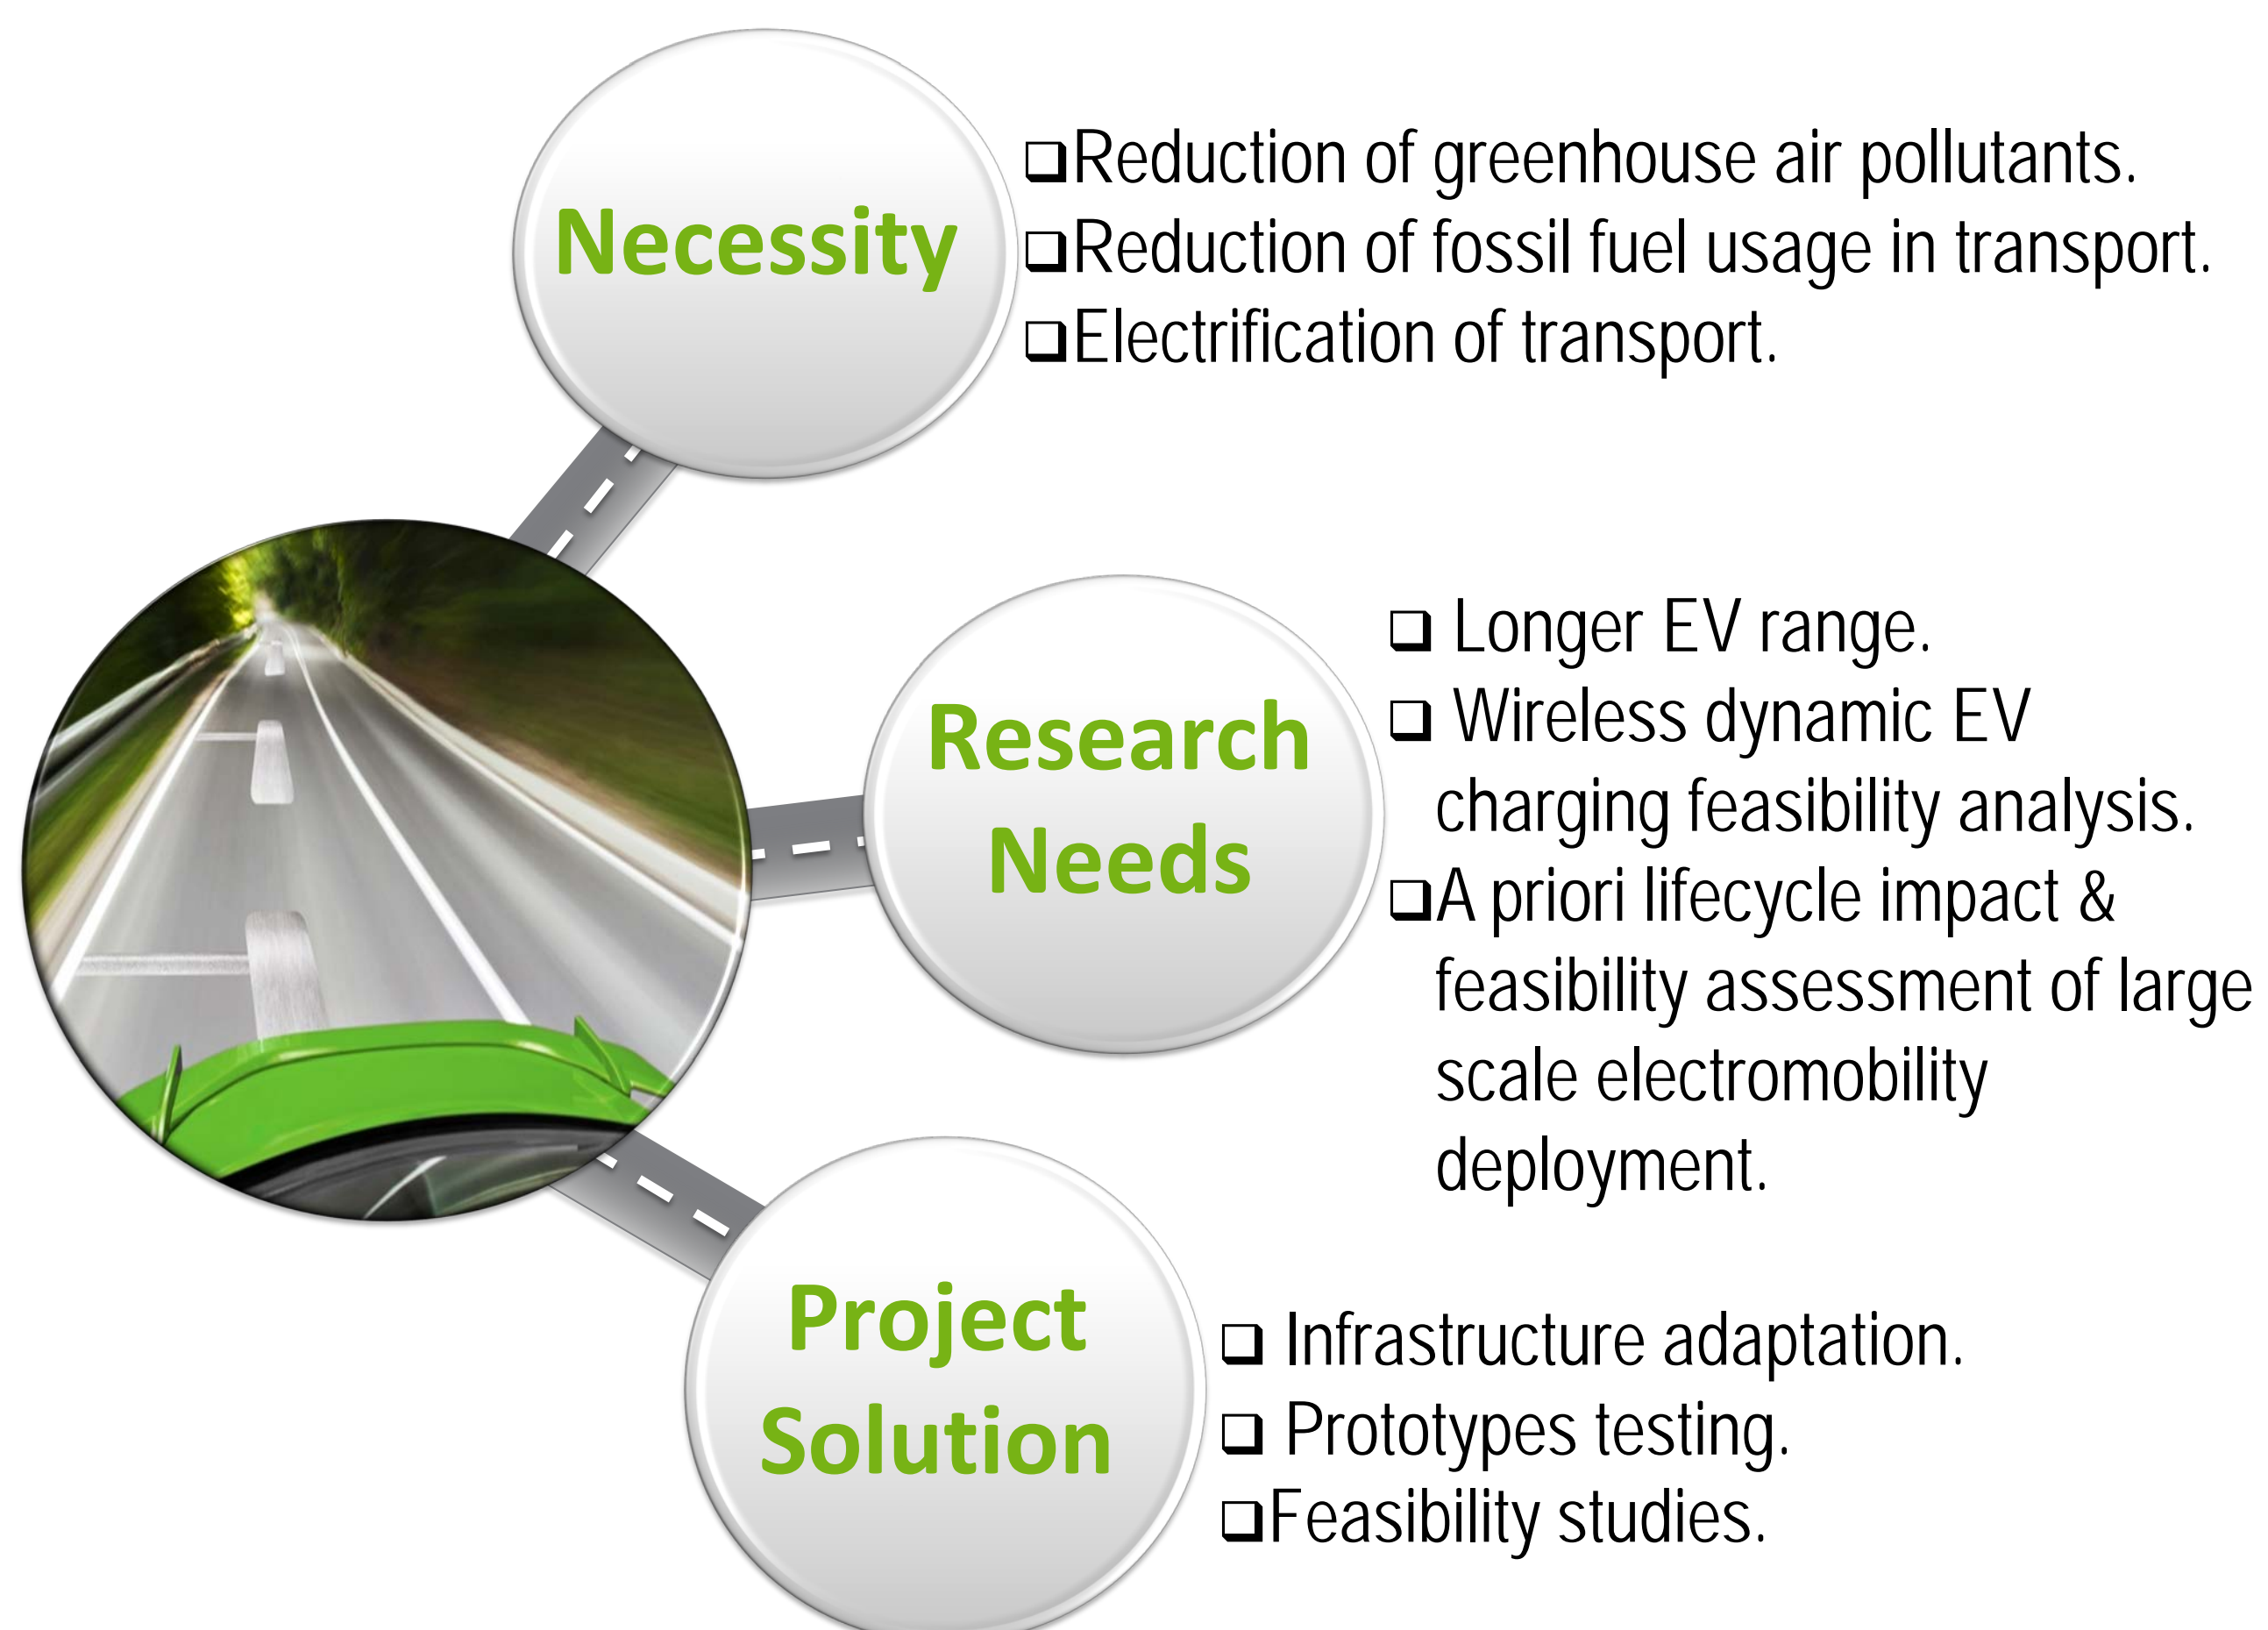 Necessity
❑Reduction of greenhouse air pollutants.
❑Reduction of fossil fuel usage in transport.
❑Electrification of transport.
Research
Needs
❑ Longer EV range.
❑ Wireless dynamic EV
charging feasibility analysis.
❑A priori lifecycle impact &
feasibility assessment of large
scale electromobility
deployment.
Project
Solution
❑ Infrastructure adaptation.
❑ Prototypes testing.
❑Feasibility studies.